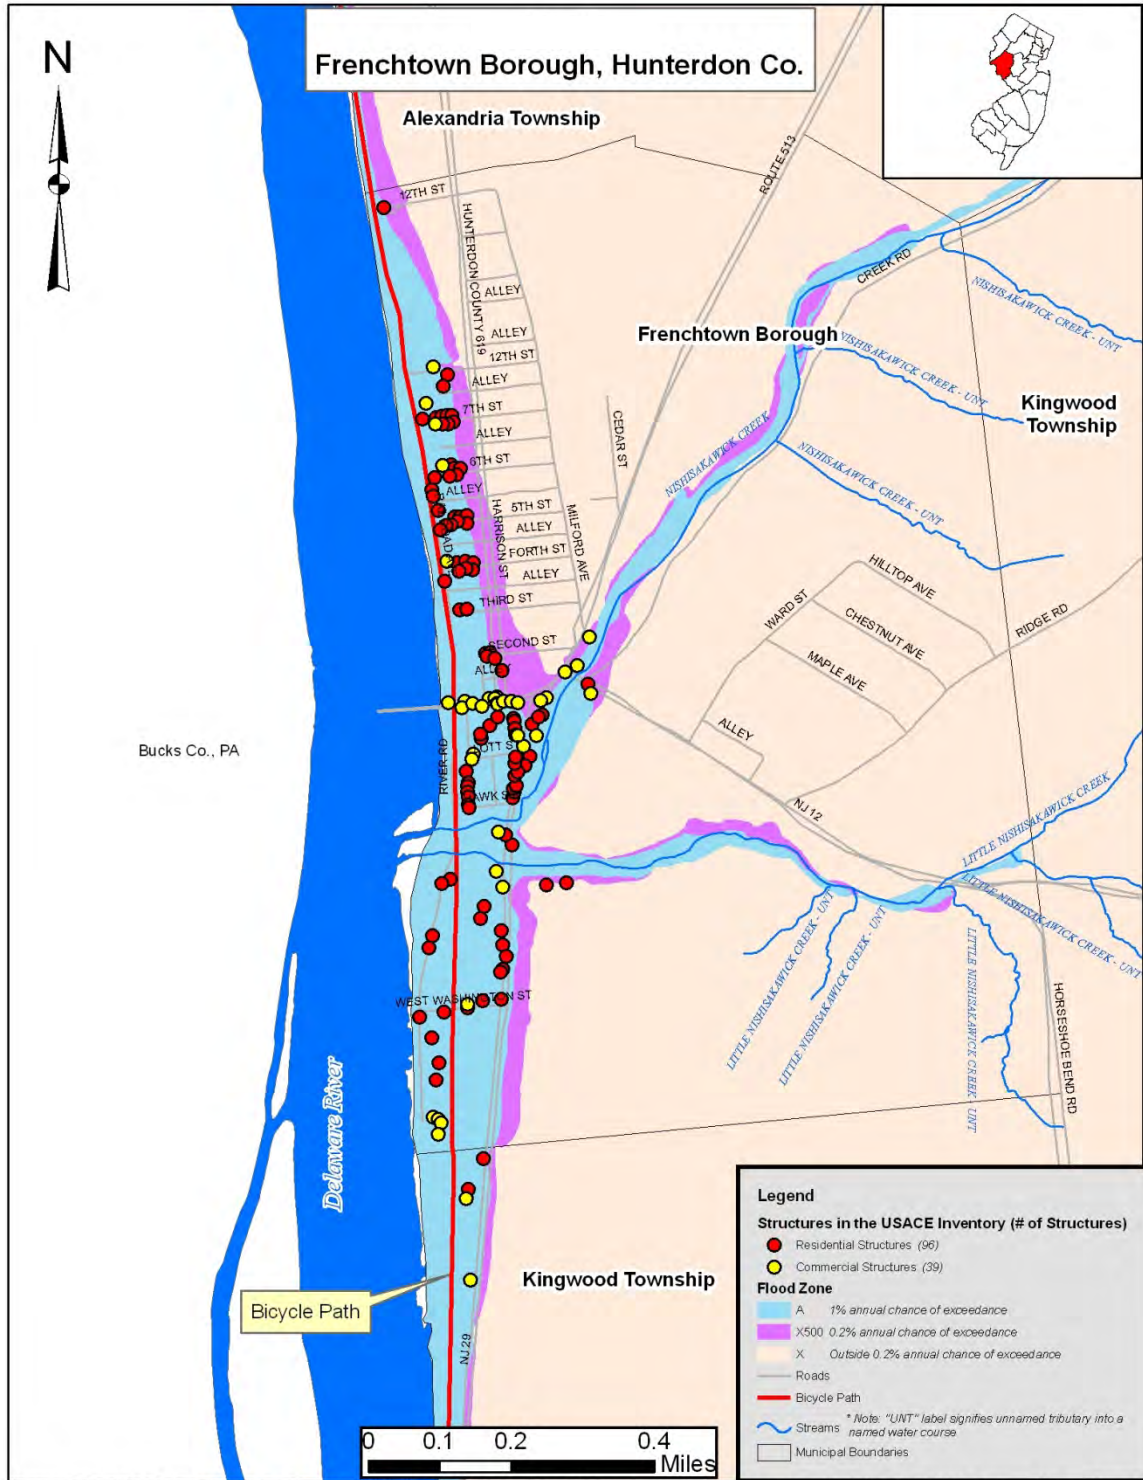 Frenchtown Borough, Hunterdon Co.
N
Alexandria Township
ROUTE 513
12TH ST
HUNTERDON COUNTY 619
CREEK RD
NISHISAKAWICK CREEK - UNT
ALLEY
ALLEY
Frenchtown Borough
NISHISAKAWICK CREEK - UNT
12TH ST
ALLEY
Kingwood
Township
7TH ST
CEDAR ST
ALLEY
NISHISAKAWICK CREEK
6TH ST
NISHISAKAWICK CREEK - UNT
ALLEY
HARRISON ST
5TH ST
MILFORD AVE
ALLEY
FORTH ST
ALLEY
HILLTOP AVE
WARD ST
THIRD ST
CHESTNUT AVE
RIDGE RD
SECOND ST
MAPLE AVE
ALLEY
ALLEY
Bucks Co., PA
RIVER RD
NJ 12
LITTLE NISHISAKAWICK CREEK
LITTLE NISHISAKAWICK CREEK - UNT
LITTLE NISHISAKAWICK CREEK - UNT
LITTLE NISHISAKAWICK CREEK - UNT
LITTLE NISHISAKAWICK CREEK - UNT
WEST WASHINGTON ST
HORSESHOE BEND RD
Delaware River
Kingwood Township
Bicycle Path
NJ 29
Legend
Structures in the USACE Inventory (# of Structures)
Residential Structures (96)
Commercial Structures (39)
Flood Zone
A 1% annual chance of exceedance
X500 0.2% annual chance of exceedance
X Outside 0.2% annual chance of exceedance
Roads
Bicycle Path
Streams * Note: "UNT" label signifies unnamed tributary into a
named water course
Municipal Boundaries
0 0.1 0.2 0.4
Miles